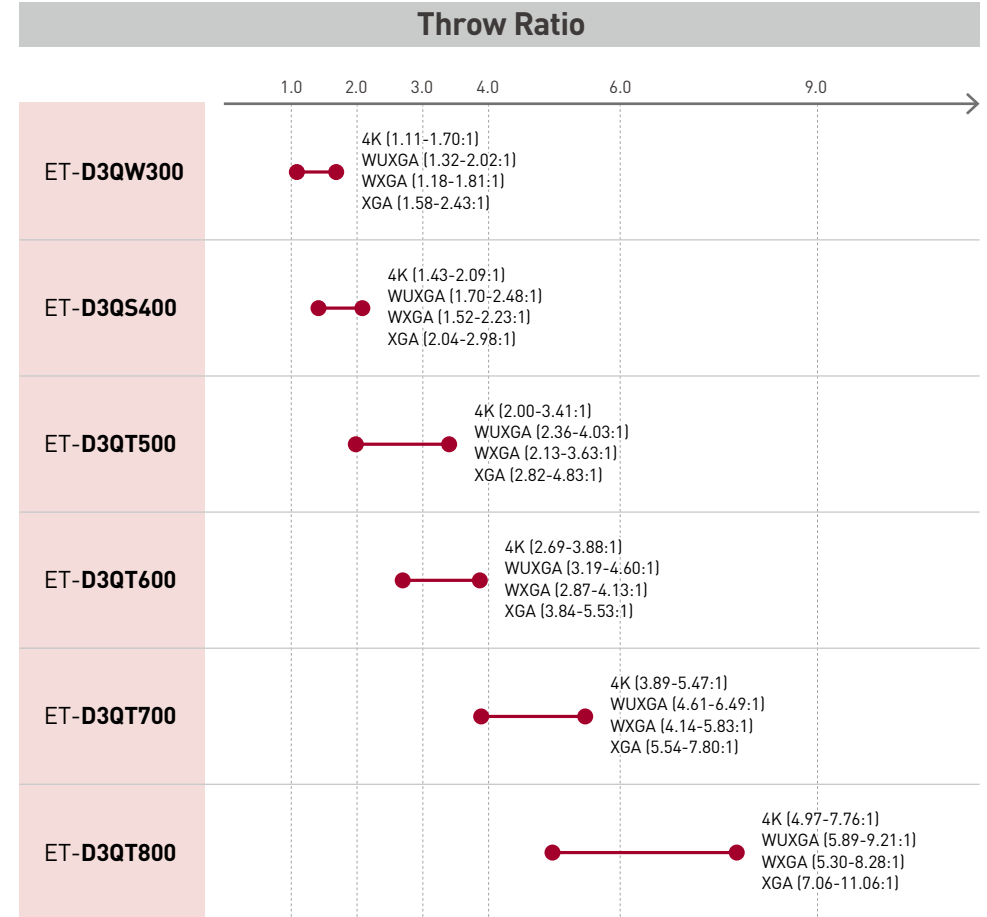 Throw Ratio
1.0 2.0 3.0 4.0 6.0 9.0
ET-D3QW300
4K (1.11-1.70:1)
WUXGA (1.32-2.02:1)
WXGA (1.18-1.81:1)
XGA (1.58-2.43:1)
ET-D3QS400
4K (1.43-2.09:1)
WUXGA (1.70-2.48:1)
WXGA (1.52-2.23:1)
XGA (2.04-2.98:1)
ET-D3QT500
4K (2.00-3.41:1)
WUXGA (2.36-4.03:1)
WXGA (2.13-3.63:1)
XGA (2.82-4.83:1)
ET-D3QT600
4K (2.69-3.88:1)
WUXGA (3.19-4.60:1)
WXGA (2.87-4.13:1)
XGA (3.84-5.53:1)
ET-D3QT700
4K (3.89-5.47:1)
WUXGA (4.61-6.49:1)
WXGA (4.14-5.83:1)
XGA (5.54-7.80:1)
ET-D3QT800
4K (4.97-7.76:1)
WUXGA (5.89-9.21:1)
WXGA (5.30-8.28:1)
XGA (7.06-11.06:1)